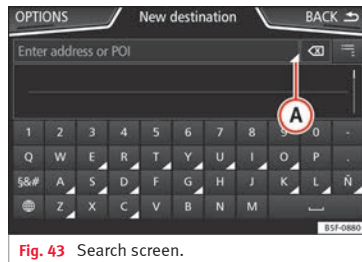 OPTIONS New destination BACK
Enter address or POI
A
1 2 3 4 5 6 7 8 9 0 -
Q W E R T Y U I O P .
§&# A S D F G H J K L Ñ
Z X C V B N M
BSF-0880
Fig. 43 Search screen.